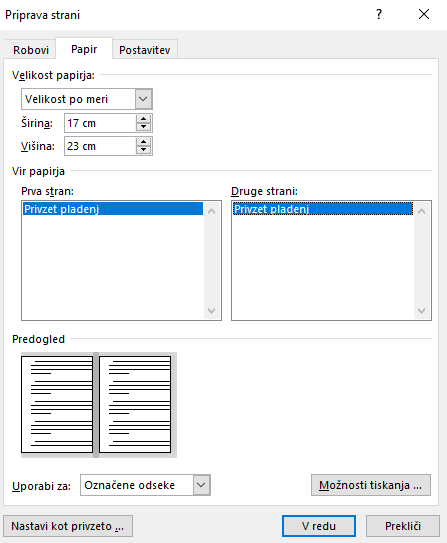 Priprava strani
Robovi Papir Postavitev
Velikost papirja:
Velikost po meri
Širina: 17 cm
Višina: 23 cm
Vir papirja
Prva stran: Druge strani:
Privzet pladenj Privzet pladenj
Predogled
Uporabi za: Označene odseke Možnosti tiskanja ...
Nastavi kot privzeto ... V redu Prekliči